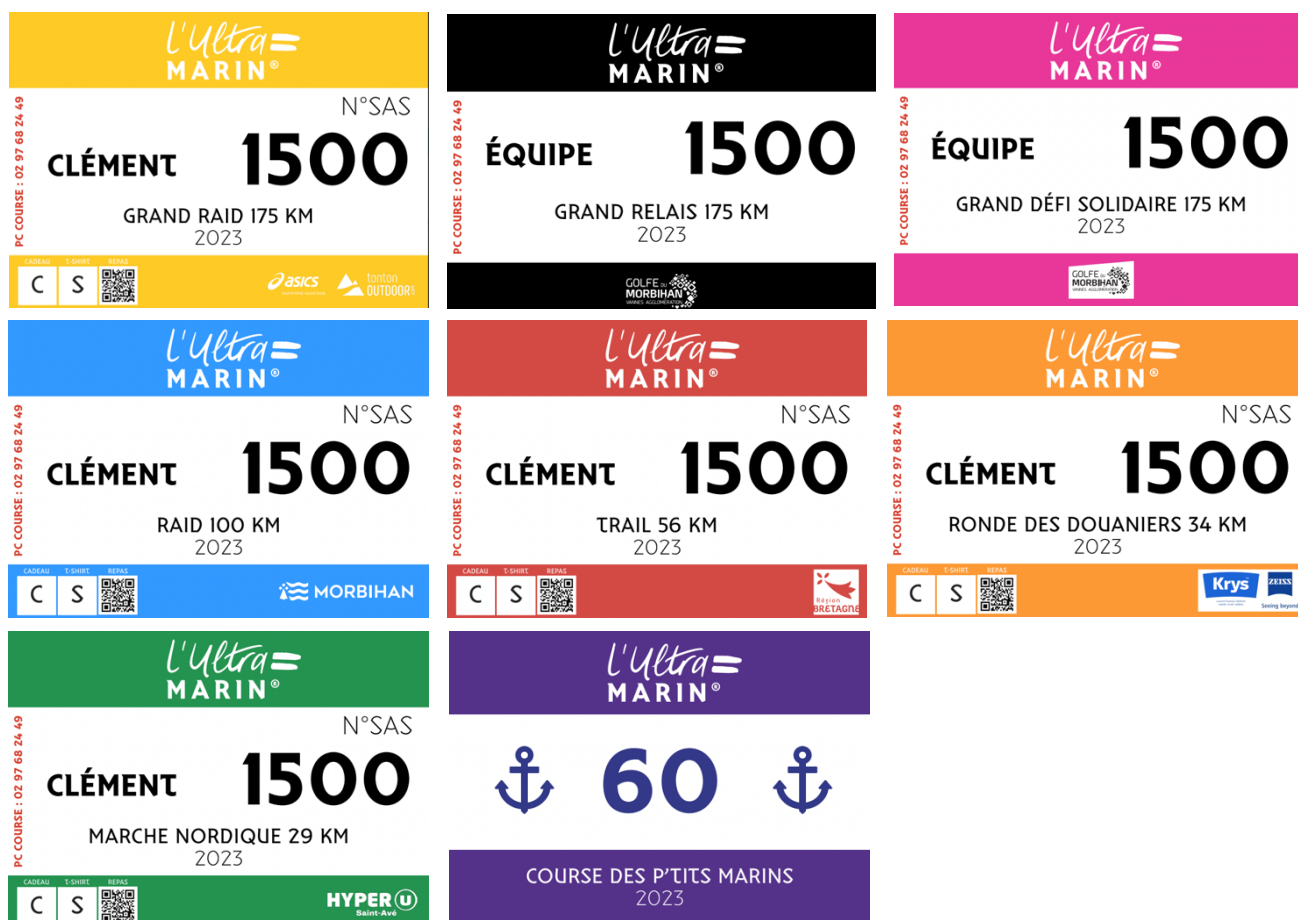 L'Ultra
MARIN®
PC COURSE : 02 97 68 24 49
N°SAS
CLÉMENT 1500
GRAND RAID 175 KM
2023
CADEAU T-SHIRT REPAS
C S
asics
tonton
OUTDOOR
L'Ultra
MARIN®
PC COURSE : 02 97 68 24 49
ÉQUIPE 1500
GRAND RELAIS 175 KM
2023
GOLFE DU
MORBIHAN
VANNES AGGLOMÉRATION
L'Ultra
MARIN®
PC COURSE : 02 97 68 24 49
ÉQUIPE 1500
GRAND DÉFI SOLIDAIRE 175 KM
2023
GOLFE DU
MORBIHAN
VANNES AGGLOMÉRATION
L'Ultra
MARIN®
PC COURSE : 02 97 68 24 49
N°SAS
CLÉMENT 1500
RAID 100 KM
2023
CADEAU T-SHIRT REPAS
C S
MORBIHAN
L'Ultra
MARIN®
PC COURSE : 02 97 68 24 49
N°SAS
CLÉMENT 1500
TRAIL 56 KM
2023
CADEAU T-SHIRT REPAS
C S
Région
BRETAGNE
L'Ultra
MARIN®
PC COURSE : 02 97 68 24 49
N°SAS
CLÉMENT 1500
RONDE DES DOUANIERS 34 KM
2023
CADEAU T-SHIRT REPAS
C S
Krys
ZEISS
Seeing beyond
L'Ultra
MARIN®
PC COURSE : 02 97 68 24 49
N°SAS
CLÉMENT 1500
MARCHE NORDIQUE 29 KM
2023
CADEAU T-SHIRT REPAS
C S
HYPER U
Saint-Avé
L'Ultra
MARIN®
60
COURSE DES P'TITS MARINS
2023